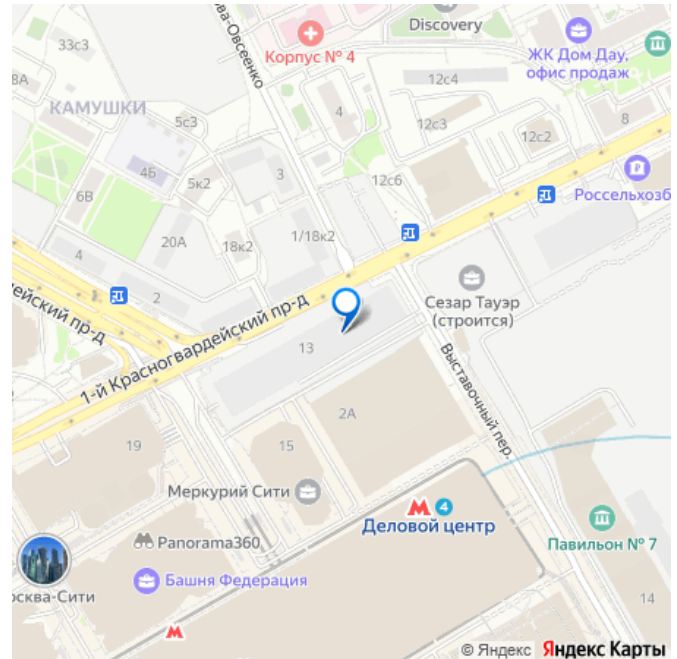 33с3
ова-Овсеенко
Корпус № 4
Discovery
ЖК Дом Дау,
офис продаж
8А
КАМУШКИ
5с3
4
12с4
12с3
12с2
8
4Б
5к2
3
12с6
6В
Россельхозб
20А
18к2
1/18к2
4
2
ейский пр-д
1-й Красногвардейский пр-д
13
Сезар Тауэр
(строится)
Выставочный пер.
2А
19
15
Меркурий Сити
4
Деловой центр
Panorama360
Башня Федерация
осква-Сити
Павильон № 7
14
© Яндекс Яндекс Карты